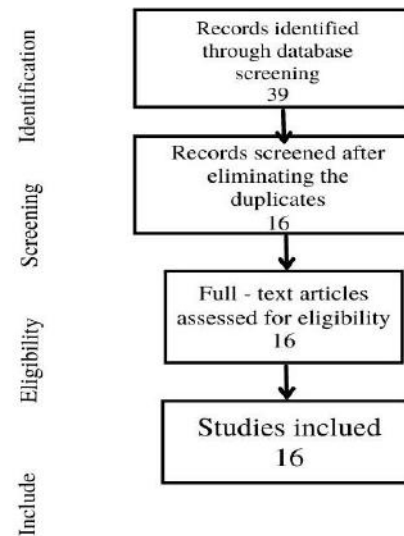 Identification
Records identified
through database
screening
39
Screening
Records screened after
eliminating the
duplicates
16
Eligibility
Full - text articles
assessed for eligibility
16
Include
Studies inclued
16